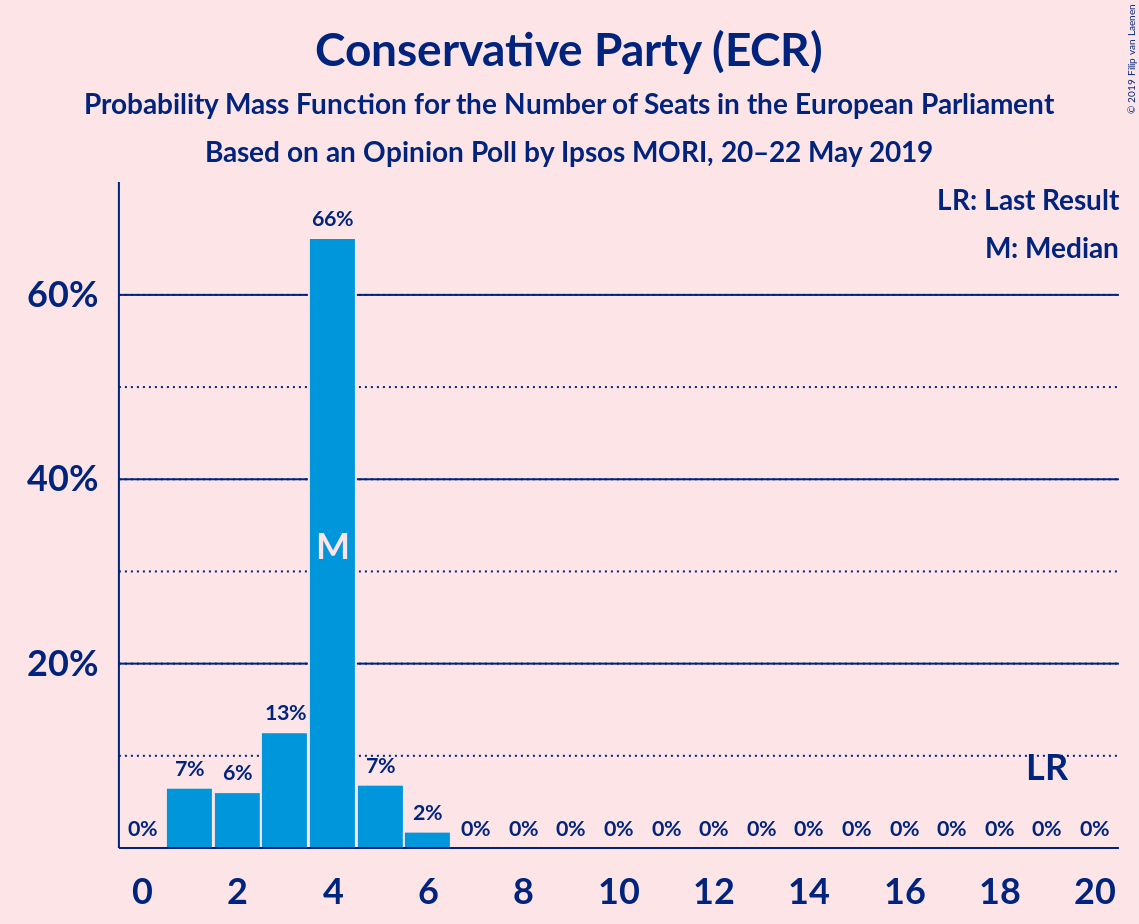 Conservative Party (ECR)
Probability Mass Function for the Number of Seats in the European Parliament
Based on an Opinion Poll by Ipsos MORI, 20–22 May 2019
© 2019 Filip van Laenen
LR: Last Result
M: Median
66%
60%
40%
M
20%
13%
7% 6% 7% LR
2%
0% 0% 0% 0% 0% 0% 0% 0% 0% 0% 0% 0% 0% 0% 0%
0 2 4 6 8 10 12 14 16 18 20